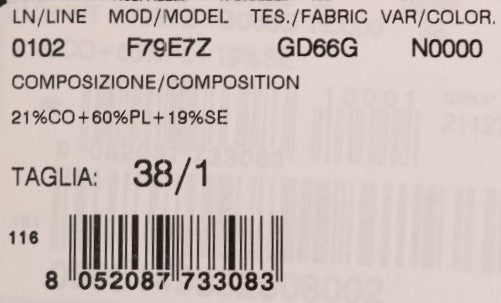 LN/LINE MOD/MODEL TES./FABRIC VAR/COLOR.
0102 F79E7Z GD66G N0000
COMPOSIZIONE/COMPOSITION
21%CO+60%PL+19%SE
TAGLIA: 38/1
116
8 052087 733083